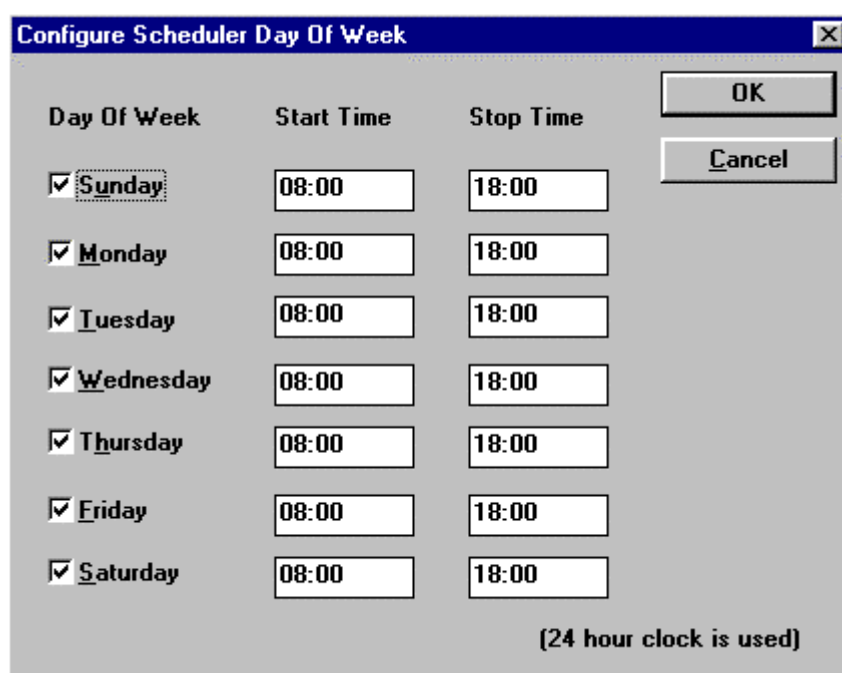 Configure Scheduler Day Of Week
Day Of Week Start Time Stop Time
OK
Cancel
Sunday 08:00 18:00
Monday 08:00 18:00
Tuesday 08:00 18:00
Wednesday 08:00 18:00
Thursday 08:00 18:00
Friday 08:00 18:00
Saturday 08:00 18:00
(24 hour clock is used)